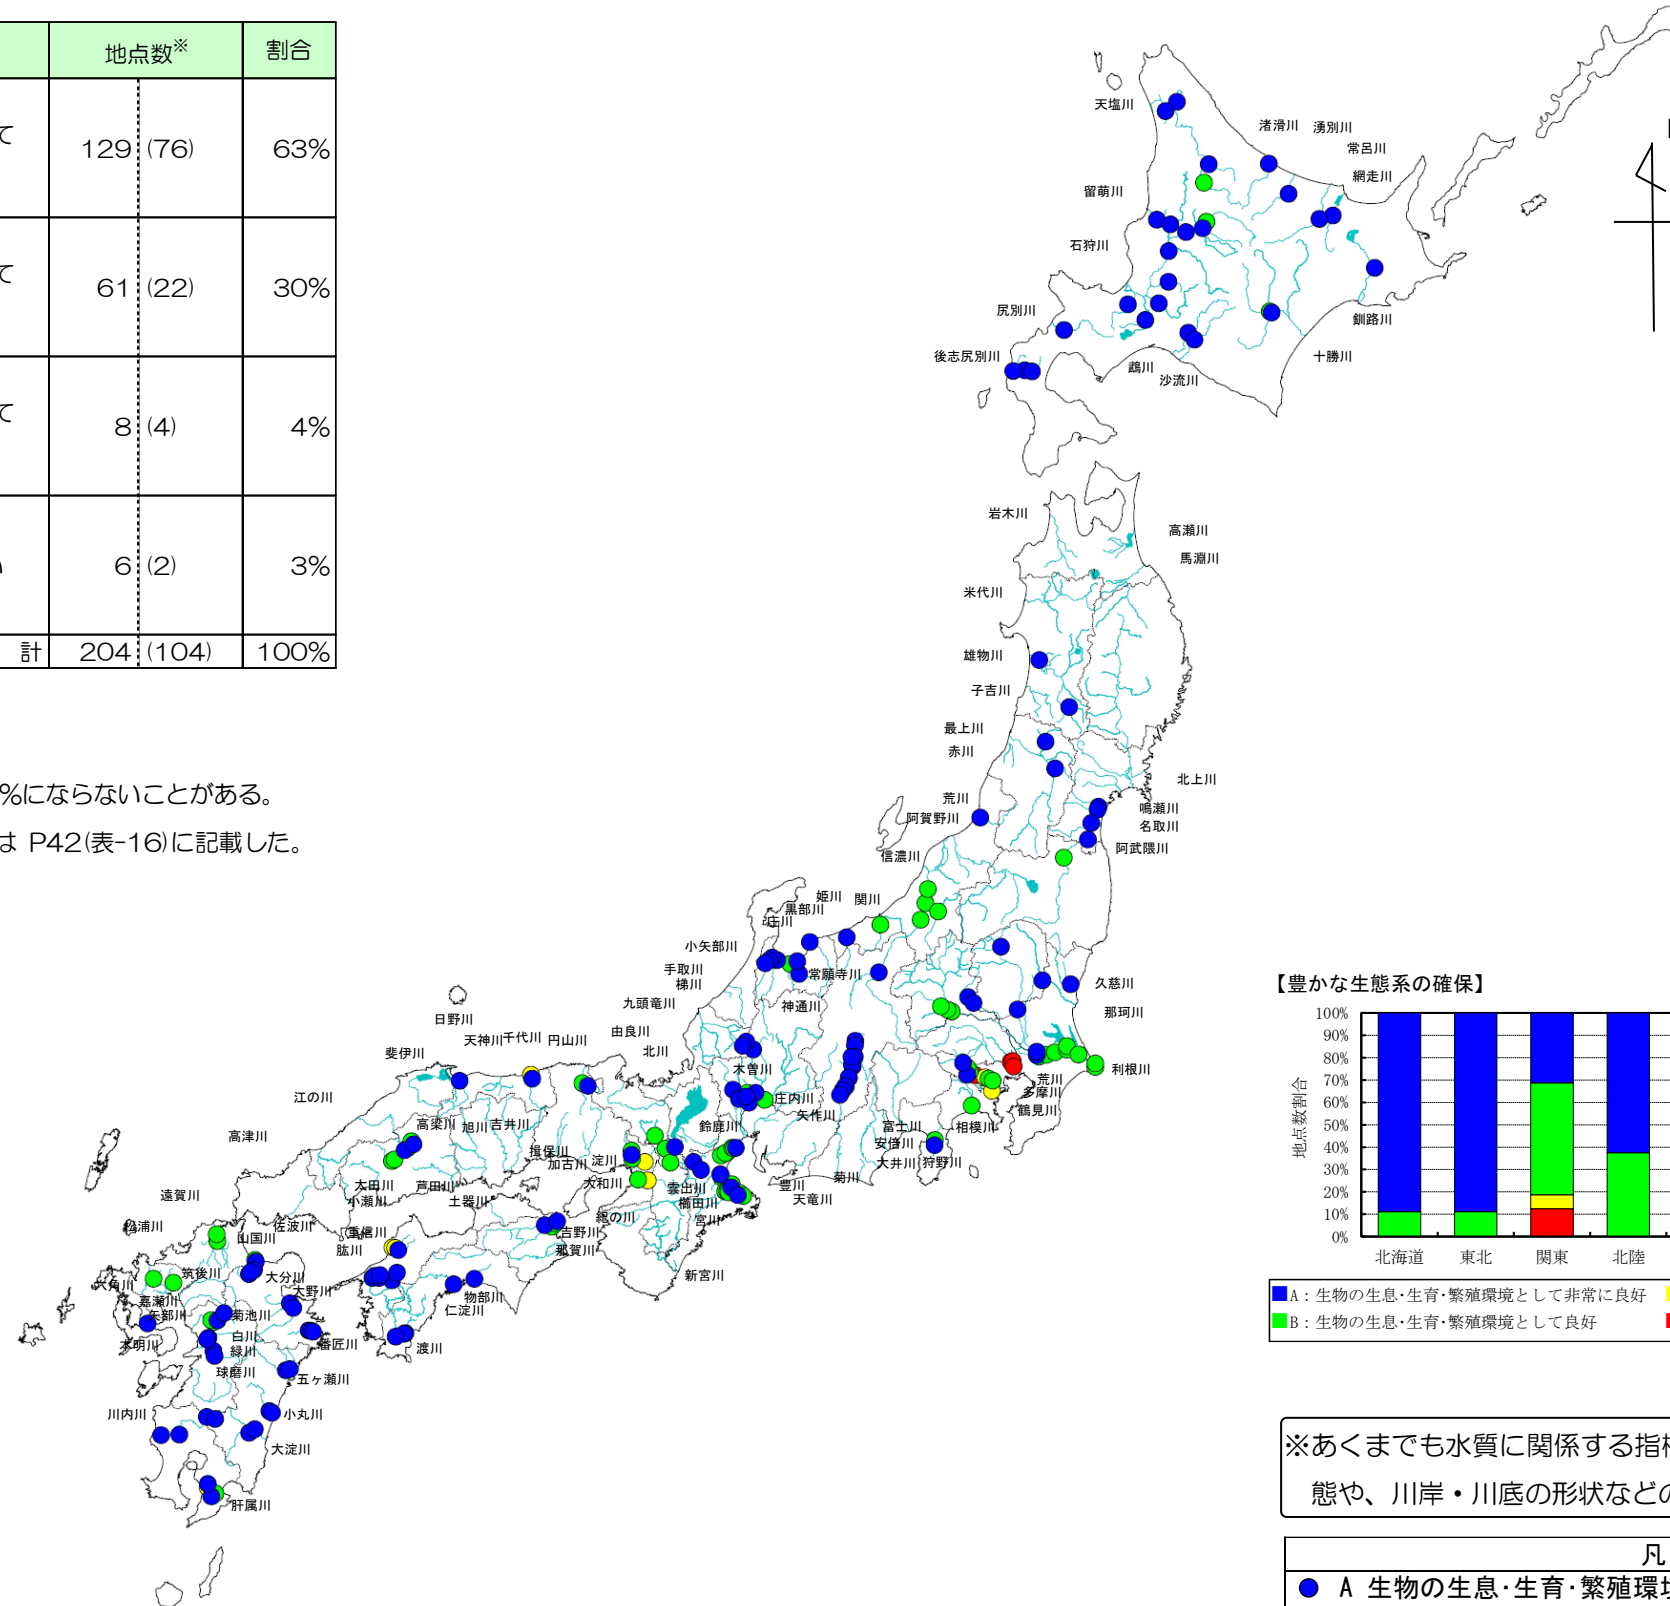 地点数※ 割合
て
129 (76) 63%
て
61 (22) 30%
て
8 (4) 4%
6 (2) 3%
計 204 (104) 100%
%にならないことがある。
は P42(表-16)に記載した。
天塩川
渚滑川 湧別川
常呂川
網走川
留萌川
石狩川
尻別川
釧路川
後志尻別川
十勝川
鵡川
沙流川
岩木川
高瀬川
馬淵川
米代川
雄物川
子吉川
最上川
赤川
北上川
荒川
鳴瀬川
阿賀野川
名取川
阿武隈川
信濃川
姫川 関川
黒部川
庄川
小矢部川
手取川
常願寺川
梯川
久慈川
九頭竜川
神通川
那珂川
日野川
由良川
天神川 千代川 円山川
北川
斐伊川
木曽川
利根川
荒川
江の川
庄内川
多摩川
矢作川
鶴見川
高梁川 旭川 吉井川
鈴鹿川
富士川 相模川
高津川
安倍川
揖保川
加古川 淀川
大井川 狩野川
大和川
菊川
太田川 芦田川
雲出川
豊川
遠賀川
小瀬川 土器川
櫛田川
天竜川
松浦川
佐波川
紀の川
宮川
山国川
重信川
吉野川
肱川
那賀川
筑後川
大分川
新宮川
六角川
大野川
物部川
嘉瀬川
仁淀川
矢部川 菊池川
本明川
白川
番匠川
渡川
緑川
球磨川
五ヶ瀬川
川内川
小丸川
大淀川
肝属川
【豊かな生態系の確保】
100%
90%
80%
70%
60%
50%
40%
30%
20%
10%
0%
地点数割合
北海道 東北 関東 北陸
A：生物の生息･生育･繁殖環境として非常に良好
B：生物の生息･生育･繁殖環境として良好
※あくまでも水質に関係する指
態や、川岸・川底の形状などの
凡
A 生物の生息･生育･繁殖環